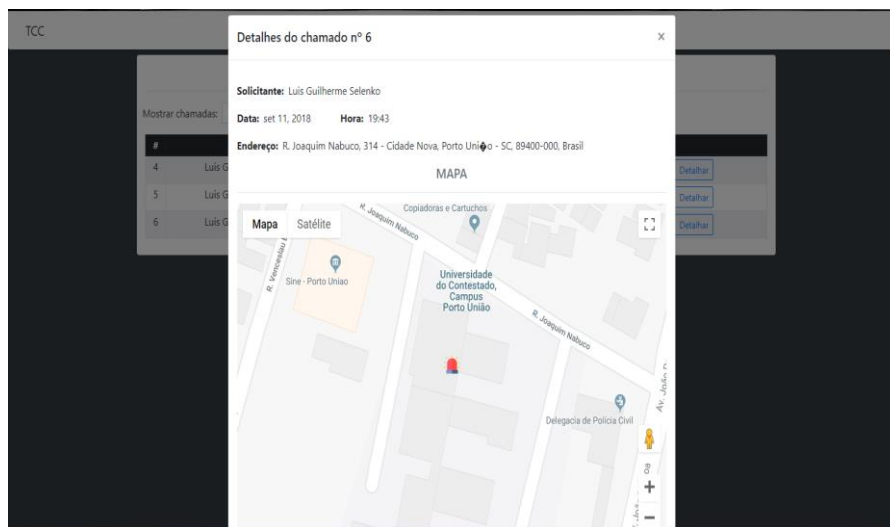 TCC
Detalhes do chamado nº 6
x
Solicitante: Luis Guilherme Selenko
Mostrar chamadas:
Data: set 11, 2018 Hora: 19:43
#
Endereço: R. Joaquim Nabuco, 314 - Cidade Nova, Porto Uni�o - SC, 89400-000, Brasil
4 Luis G
Detalhar
MAPA
5 Luis G
Detalhar
6 Luis G
Detalhar
Mapa Satélite
R. Joaquim Nabuco
Copiadoras e Cartuchos
R. Venceslau
Sine - Porto Uniao
Universidade
do Contestado,
Campus
Porto União
R. Joaquim Nabuco
Av. João
Delegacia de Polícia Civil
+
−